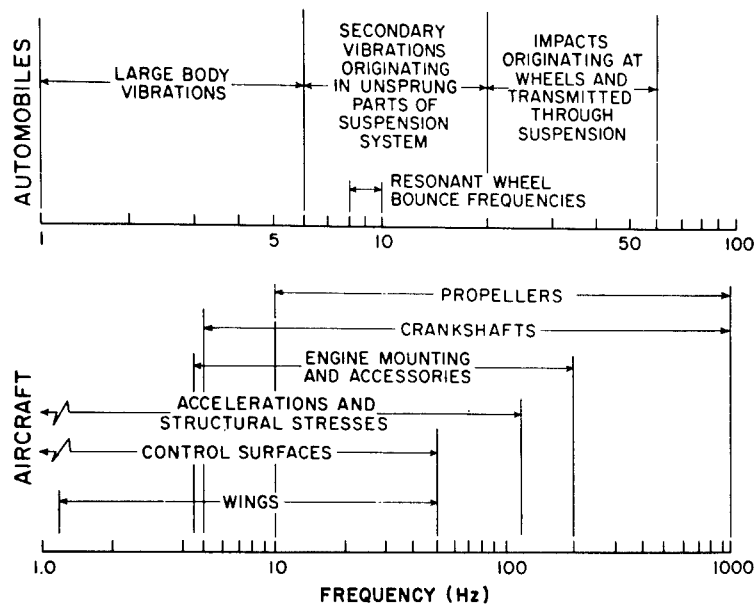 AUTOMOBILES
LARGE BODY
VIBRATIONS
SECONDARY
VIBRATIONS
ORIGINATING
IN UNSPRUNG
PARTS OF
SUSPENSION
SYSTEM
IMPACTS
ORIGINATING AT
WHEELS AND
TRANSMITTED
THROUGH
SUSPENSION
RESONANT WHEEL
BOUNCE FREQUENCIES
1 5 10 50 100
AIRCRAFT
PROPELLERS
CRANKSHAFTS
ENGINE MOUNTING
AND ACCESSORIES
ACCELERATIONS AND
STRUCTURAL STRESSES
CONTROL SURFACES
WINGS
1.0 10 100 1000
FREQUENCY (Hz)